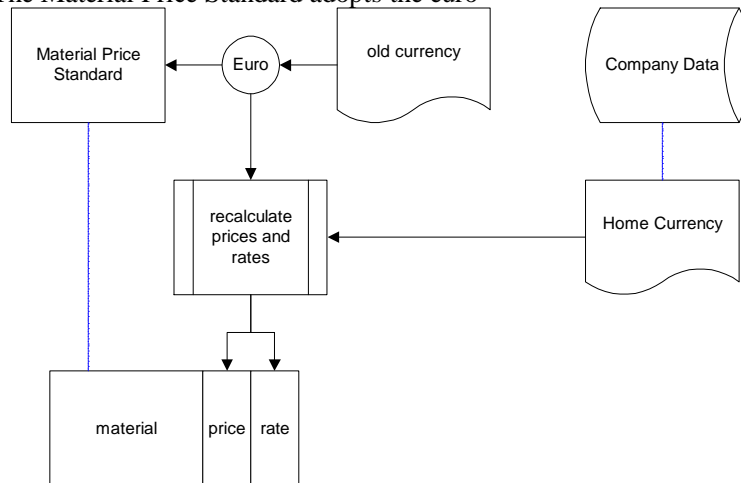 The Material Price Standard adopts the euro
Material Price
Standard
Euro
old currency
Company Data
recalculate
prices and
rates
Home Currency
material
price
rate